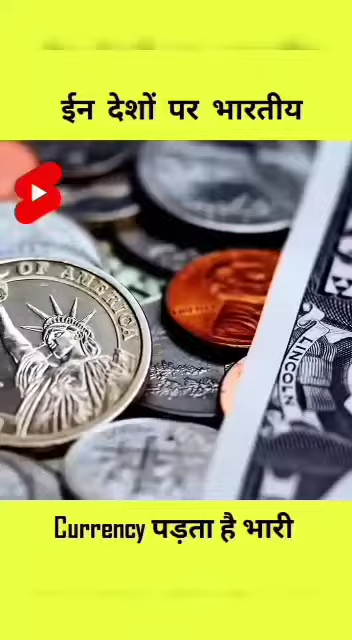 ईन देशों पर भारतीय
OF AMERICA
LINCOLN
Currency पड़ता है भारी